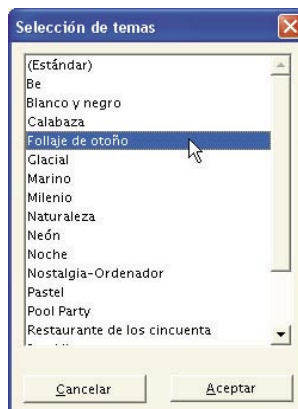 Selección de temas
(Estándar)
Be
Blanco y negro
Calabaza
Follaje de otoño
Glacial
Marino
Milenio
Naturaleza
Neón
Noche
Nostalgia-Ordenador
Pastel
Pool Party
Restaurante de los cincuenta
Cancelar Aceptar